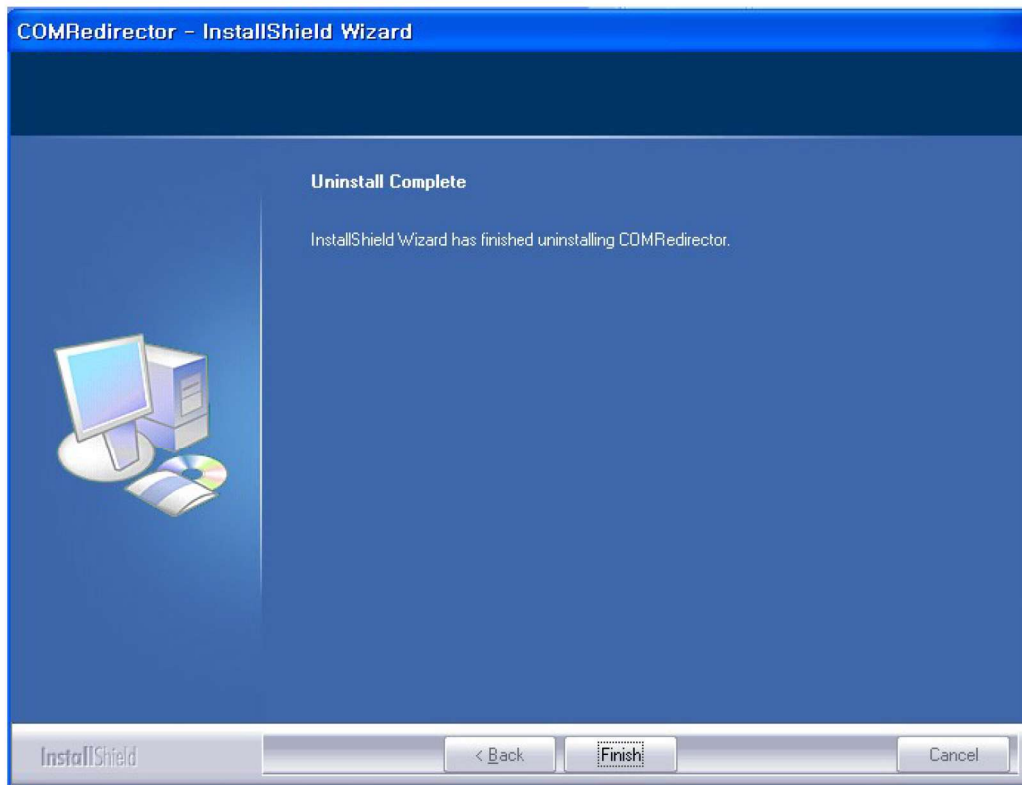 COMRedirector - InstallShield Wizard
Uninstall Complete
InstallShield Wizard has finished uninstalling COMRedirector.
InstallShield
< Back
Finish
Cancel